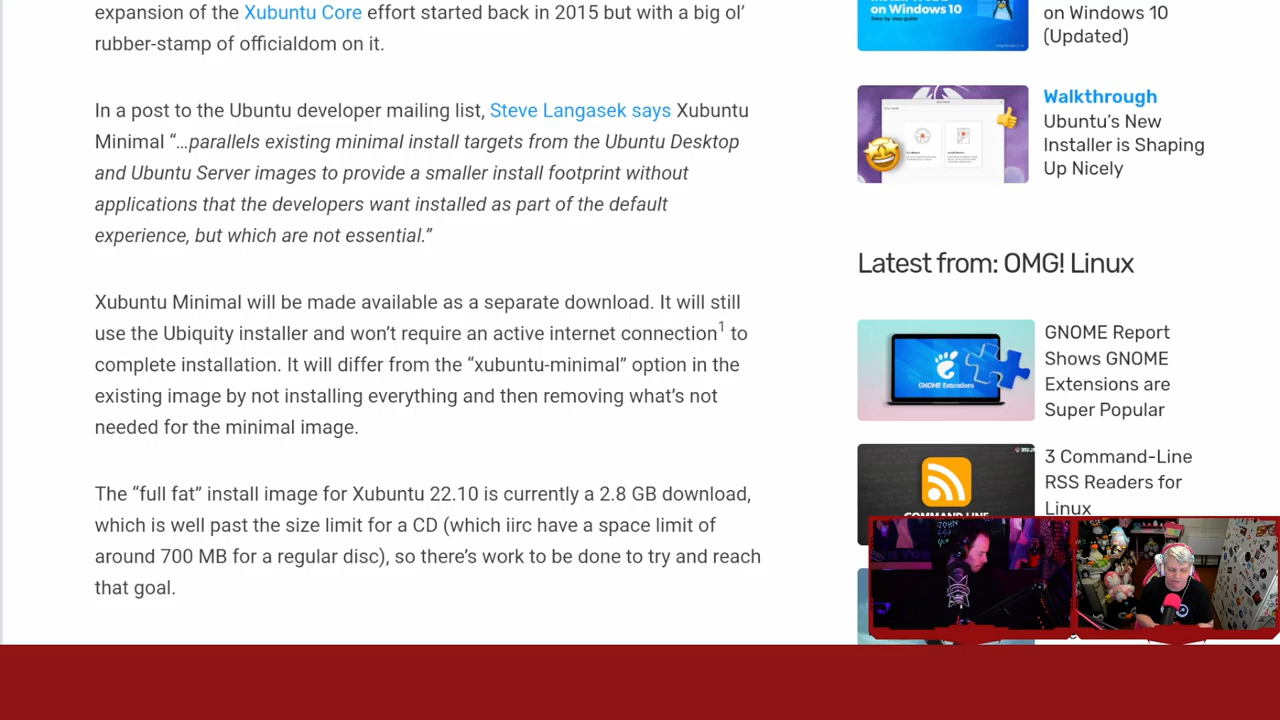 expansion of the Xubuntu Core effort started back in 2015 but with a big ol’
rubber-stamp of officialdom on it.
In a post to the Ubuntu developer mailing list, Steve Langasek says Xubuntu
Minimal “…parallels existing minimal install targets from the Ubuntu Desktop
and Ubuntu Server images to provide a smaller install footprint without
applications that the developers want installed as part of the default
experience, but which are not essential.”
Xubuntu Minimal will be made available as a separate download. It will still
use the Ubiquity installer and won’t require an active internet connection1 to
complete installation. It will differ from the “xubuntu-minimal” option in the
existing image by not installing everything and then removing what’s not
needed for the minimal image.
The “full fat” install image for Xubuntu 22.10 is currently a 2.8 GB download,
which is well past the size limit for a CD (which iirc have a space limit of
around 700 MB for a regular disc), so there’s work to be done to try and reach
that goal.
on Windows 10
Step by step guide
on Windows 10
(Updated)
Walkthrough
Ubuntu’s New
Installer is Shaping
Up Nicely
Latest from: OMG! Linux
GNOME Extensions
GNOME Report
Shows GNOME
Extensions are
Super Popular
COMMAND LINE
3 Command-Line
RSS Readers for
Linux
JOHN